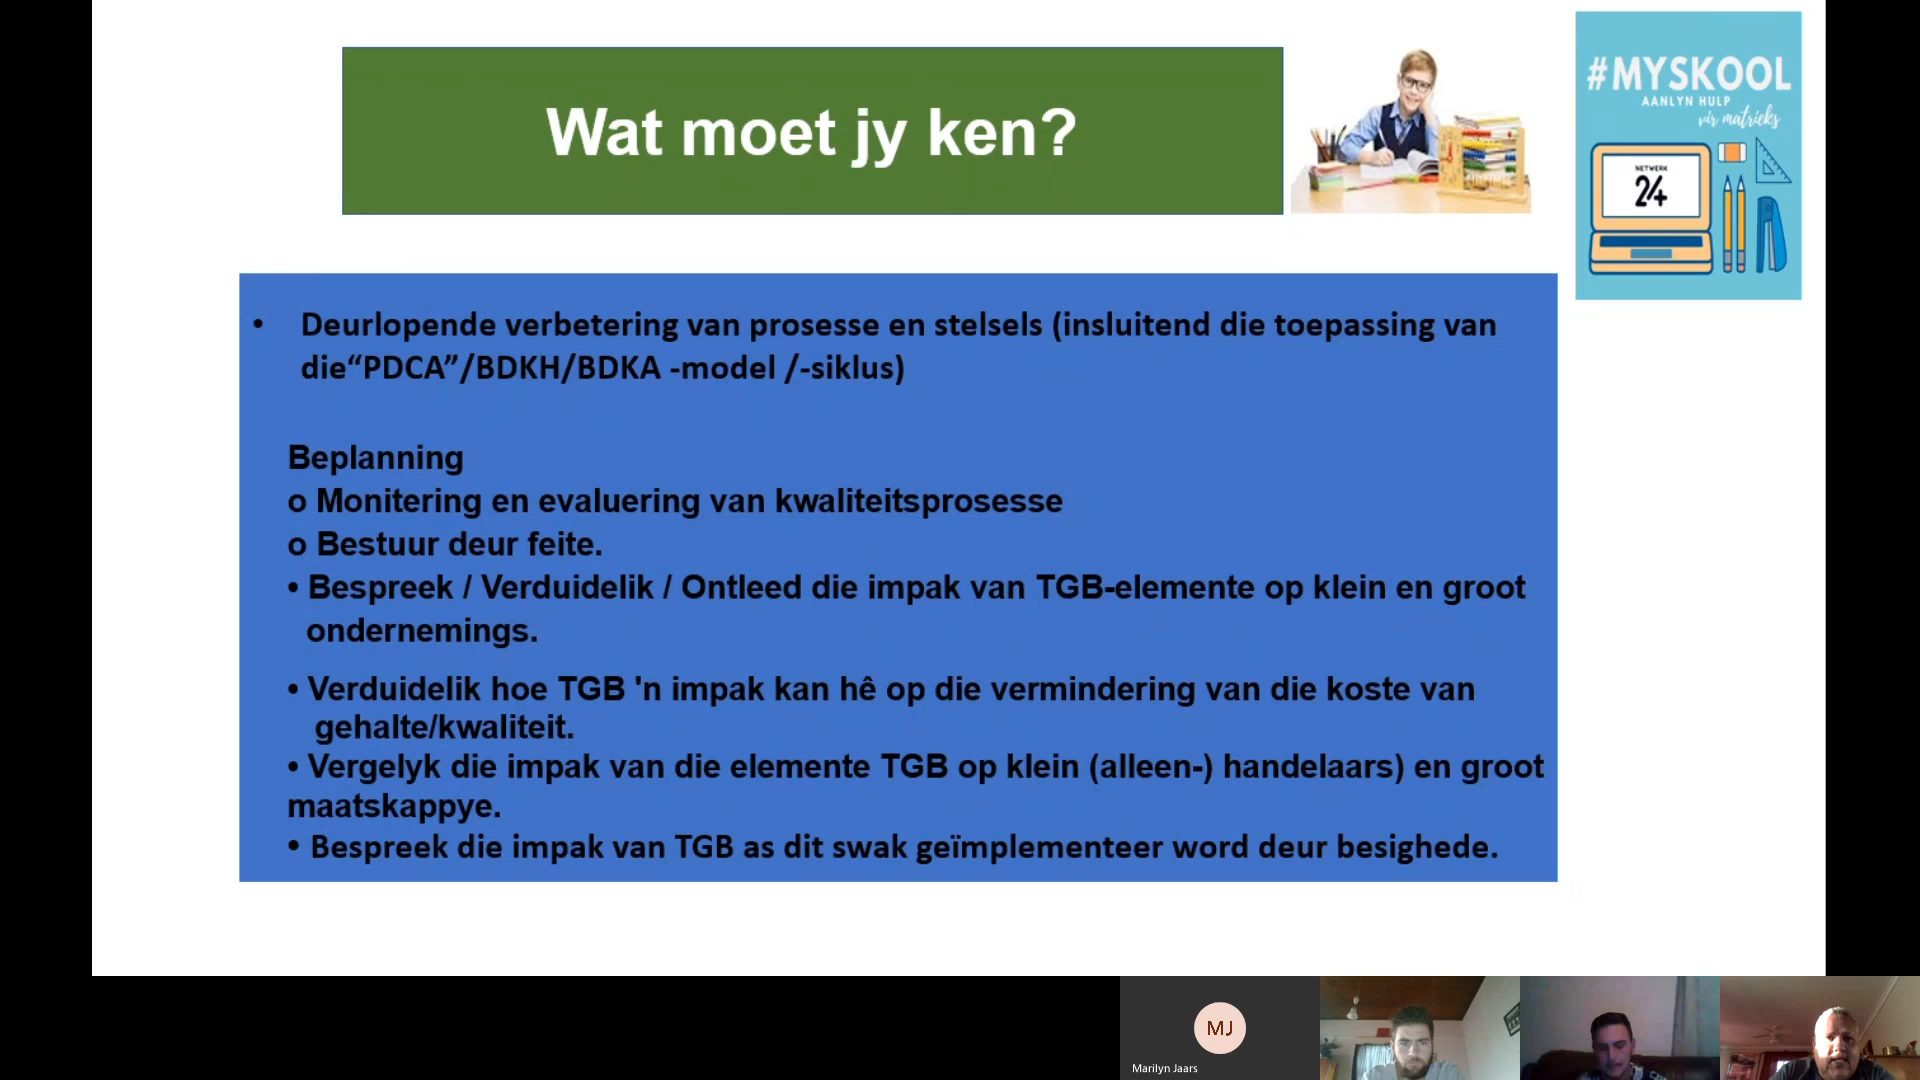 Wat moet jy ken?
#MYSKOOL
AANLYN HULP
vir matrieks
NETWERK
24
• Deurlopende verbetering van prosesse en stelsels (insluitend die toepassing van
die“PDCA”/BDKH/BDKA -model /-siklus)
Beplanning
o Monitering en evaluering van kwaliteitsprosesse
o Bestuur deur feite.
• Bespreek / Verduidelik / Ontleed die impak van TGB-elemente op klein en groot
ondernemings.
• Verduidelik hoe TGB 'n impak kan hê op die vermindering van die koste van
gehalte/kwaliteit.
• Vergelyk die impak van die elemente TGB op klein (alleen-) handelaars) en groot
maatskappye.
• Bespreek die impak van TGB as dit swak geïmplementeer word deur besighede.
MJ
Marilyn Jaars